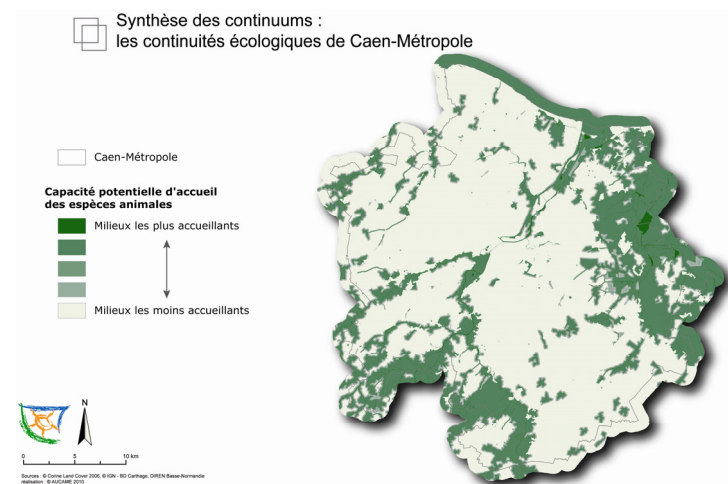 Synthèse des continuums :
les continuités écologiques de Caen-Métropole
Caen-Métropole
Capacité potentielle d'accueil
des espèces animales
Milieux les plus accueillants
Milieux les moins accueillants
N
0 5 10 km
Sources : © Corine Land Cover 2006, © IGN - BD Carthage, DIREN Basse-Normandie
réalisation : © AUCAME 2010